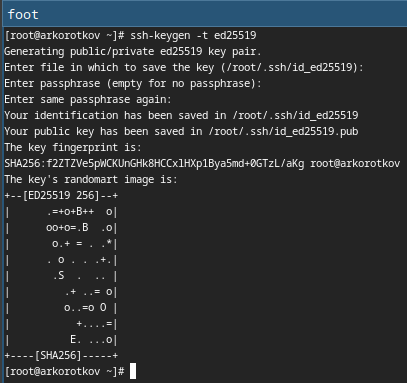 foot
[root@arkorotkov ~]# ssh-keygen -t ed25519
Generating public/private ed25519 key pair.
Enter file in which to save the key (/root/.ssh/id_ed25519):
Enter passphrase (empty for no passphrase):
Enter same passphrase again:
Your identification has been saved in /root/.ssh/id_ed25519
Your public key has been saved in /root/.ssh/id_ed25519.pub
The key fingerprint is:
SHA256:f2ZTZVe5pWCKUnGHk8HCCx1HXp1Bya5md+0GTzL/aKg root@arkorotkov
The key's randomart image is:
+--[ED25519 256]--+
|      .=+o+B++  o|
|      oo+o=.B  .o|
|       o.+ = . .*|
|      . o . . .+.|
|       .S  .  .. |
|         .+ ..= o|
|         o..=o O |
|           +....=|
|          E. ...o|
+----[SHA256]-----+
[root@arkorotkov ~]#